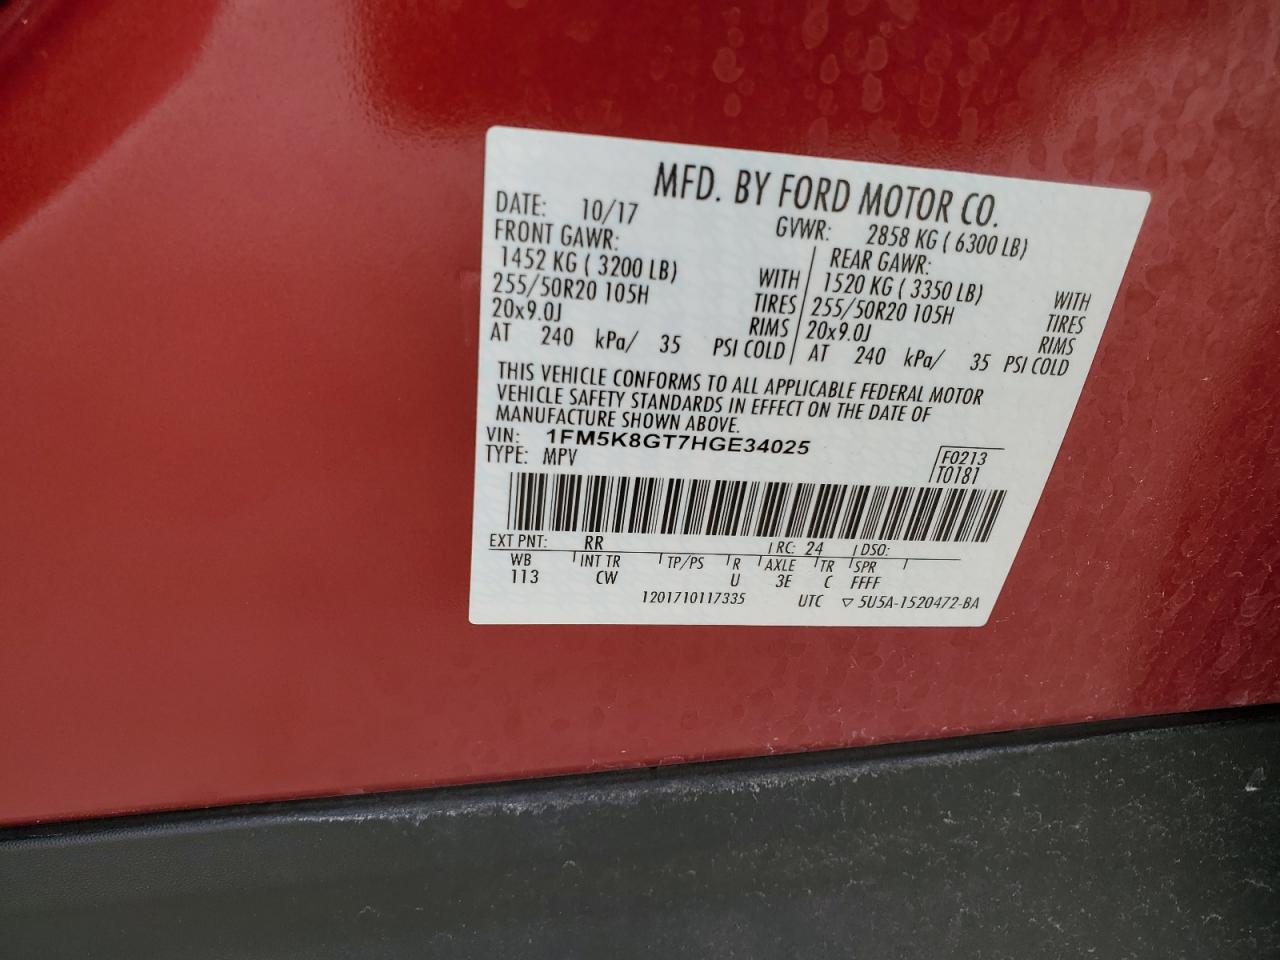 MFD. BY FORD MOTOR CO.
DATE: 10/17 GVWR: 2858 KG ( 6300 LB)
FRONT GAWR: REAR GAWR:
1452 KG ( 3200 LB) WITH 1520 KG ( 3350 LB) WITH
255/50R20 105H TIRES 255/50R20 105H TIRES
20x9.0J RIMS 20x9.0J RIMS
AT 240 kPa/ 35 PSI COLD AT 240 kPa/ 35 PSI COLD
THIS VEHICLE CONFORMS TO ALL APPLICABLE FEDERAL MOTOR
VEHICLE SAFETY STANDARDS IN EFFECT ON THE DATE OF
MANUFACTURE SHOWN ABOVE.
VIN: 1FM5K8GT7HGE34025 F0213
TYPE: MPV T0181
EXT PNT: RR RC: 24 DSO:
WB INT TR TP/PS R AXLE TR SPR
113 CW U 3E C FFFF
1201710117335 UTC ▽ 5U5A-1520472-BA